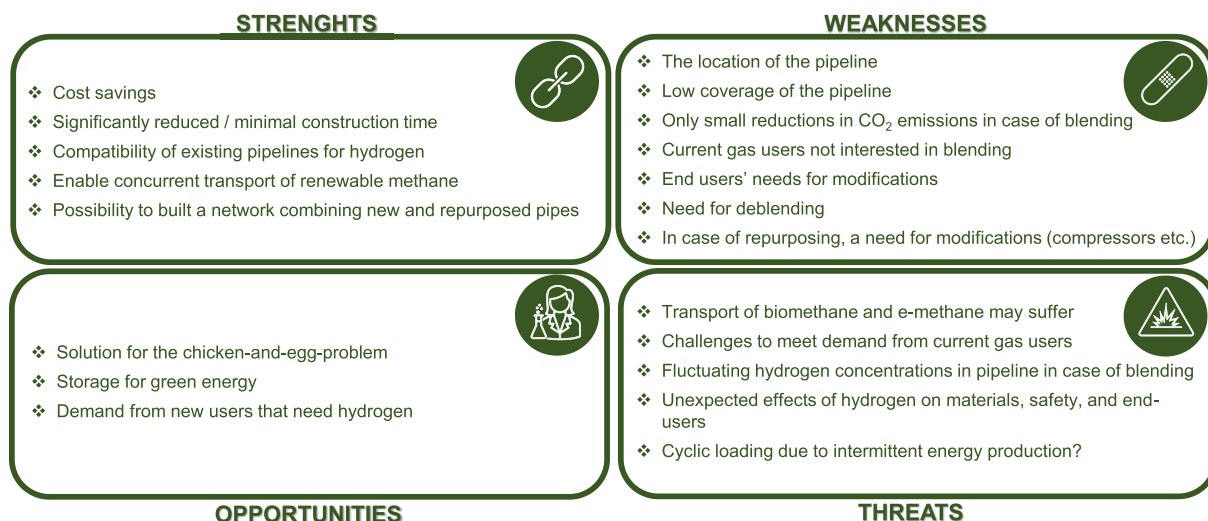 STRENGHTS
❖ Cost savings
❖ Significantly reduced / minimal construction time
❖ Compatibility of existing pipelines for hydrogen
❖ Enable concurrent transport of renewable methane
❖ Possibility to built a network combining new and repurposed pipes
WEAKNESSES
❖ The location of the pipeline
❖ Low coverage of the pipeline
❖ Only small reductions in CO₂ emissions in case of blending
❖ Current gas users not interested in blending
❖ End users’ needs for modifications
❖ Need for deblending
❖ In case of repurposing, a need for modifications (compressors etc.)
❖ Solution for the chicken-and-egg-problem
❖ Storage for green energy
❖ Demand from new users that need hydrogen
OPPORTUNITIES
❖ Transport of biomethane and e-methane may suffer
❖ Challenges to meet demand from current gas users
❖ Fluctuating hydrogen concentrations in pipeline in case of blending
❖ Unexpected effects of hydrogen on materials, safety, and end-
users
❖ Cyclic loading due to intermittent energy production?
THREATS